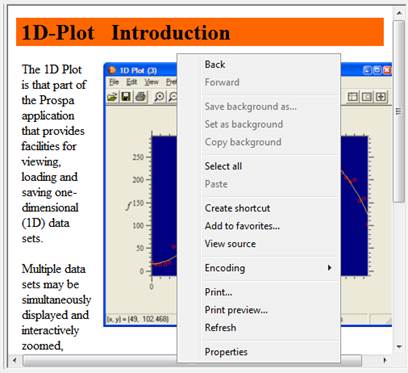 1D-Plot Introduction
The 1D Plot
is that part of
the Prospa
application
that provides
facilities for
viewing,
loading and
saving one-
dimensional
(1D) data
sets.
Multiple data
sets may be
simultaneously
displayed and
interactively
zoomed,
1D Plot (3)
File Edit View
250
200
f 150
100
50
0
0
(x, y) = (49, 102.468)
Back
Forward
Save background as...
Set as background
Copy background
Select all
Paste
Create shortcut
Add to favorites...
View source
Encoding
Print...
Print preview...
Refresh
Properties